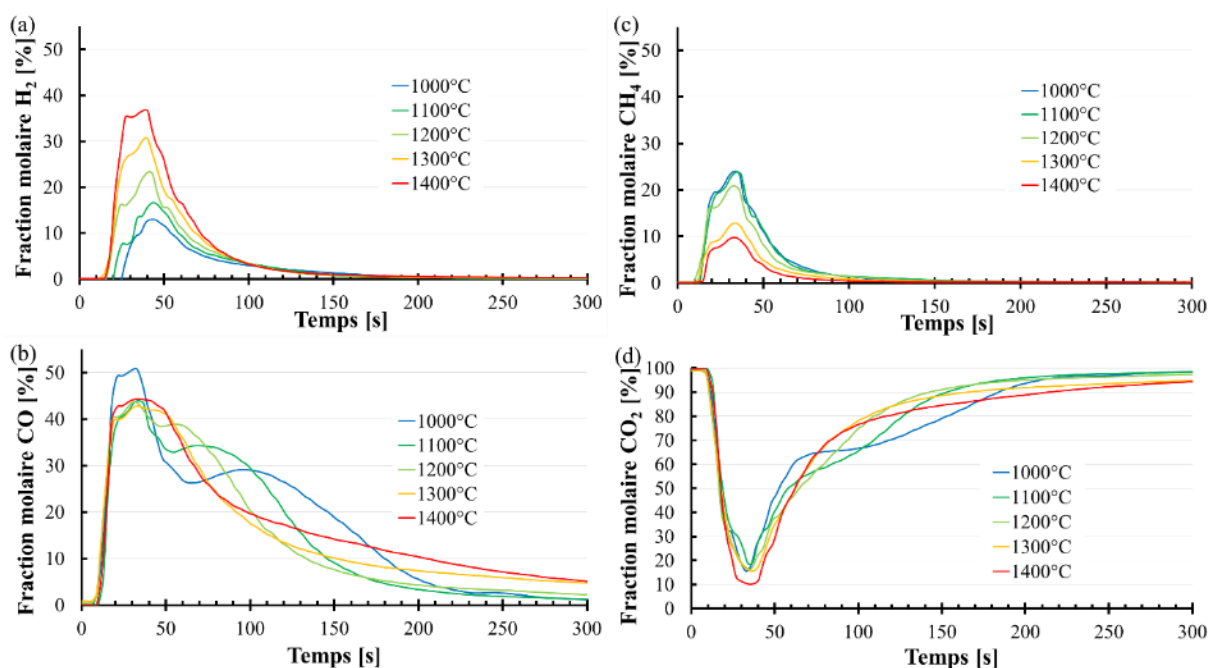 (a)
Fraction molaire H₂ [%]
50
40
30
20
10
0
1000°C
1100°C
1200°C
1300°C
1400°C
0 50 100 150 200 250 300
Temps [s]
(c)
Fraction molaire CH₄ [%]
50
40
30
20
10
0
1000°C
1100°C
1200°C
1300°C
1400°C
0 50 100 150 200 250 300
Temps [s]
(b)
Fraction molaire CO [%]
50
40
30
20
10
0
1000°C
1100°C
1200°C
1300°C
1400°C
0 50 100 150 200 250 300
Temps [s]
(d)
Fraction molaire CO₂ [%]
100
90
80
70
60
50
40
30
20
10
0
1000°C
1100°C
1200°C
1300°C
1400°C
0 50 100 150 200 250 300
Temps [s]